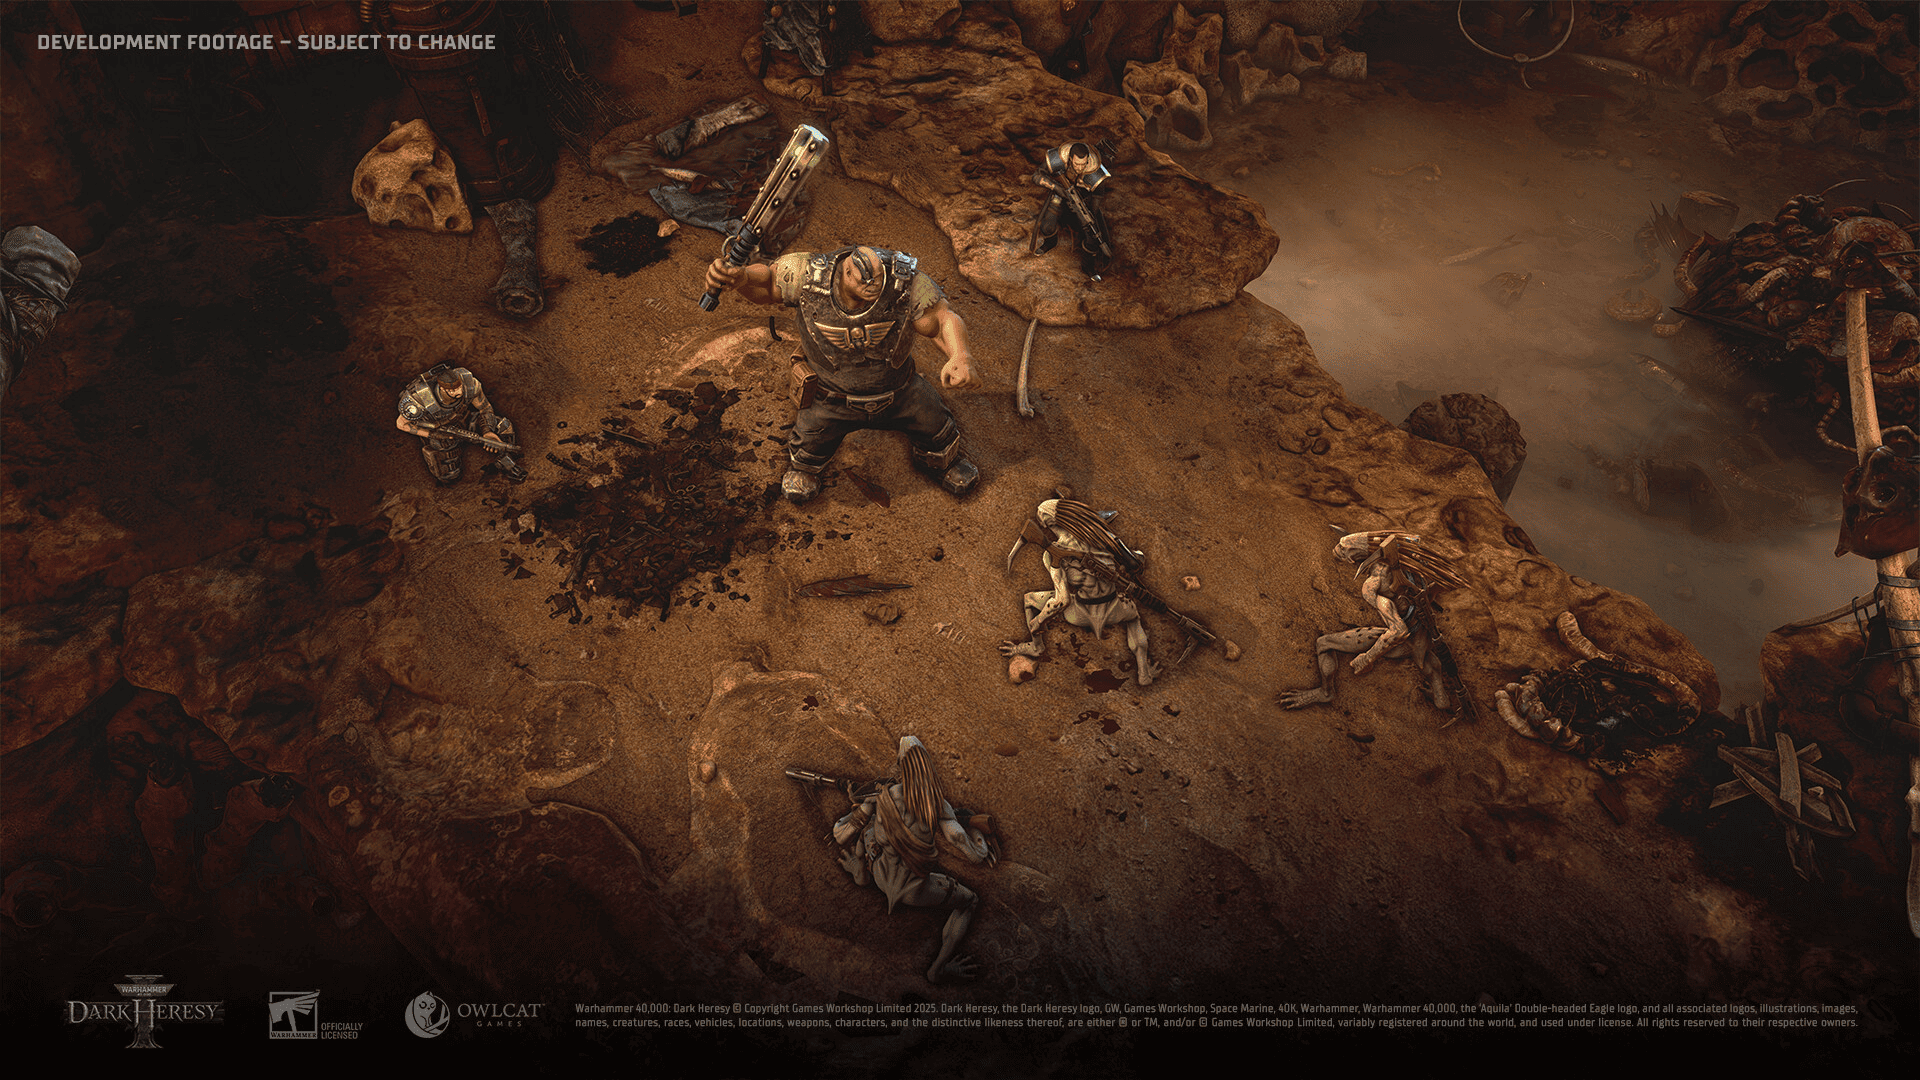 DEVELOPMENT FOOTAGE – SUBJECT TO CHANGE
WARHAMMER
DARK HERESY
WARHAMMER
OFFICIALLY
LICENSED
OWLCAT
GAMES
Warhammer 40,000: Dark Heresy © Copyright Games Workshop Limited 2025. Dark Heresy, the Dark Heresy logo, GW, Games Workshop, Space Marine, 40K, Warhammer, Warhammer 40,000, the 'Aquila' Double-headed Eagle logo, and all associated logos, illustrations, images,
names, creatures, races, vehicles, locations, weapons, characters, and the distinctive likeness thereof, are either ® or TM, and/or © Games Workshop Limited, variably registered around the world, and used under license. All rights reserved to their respective owners.